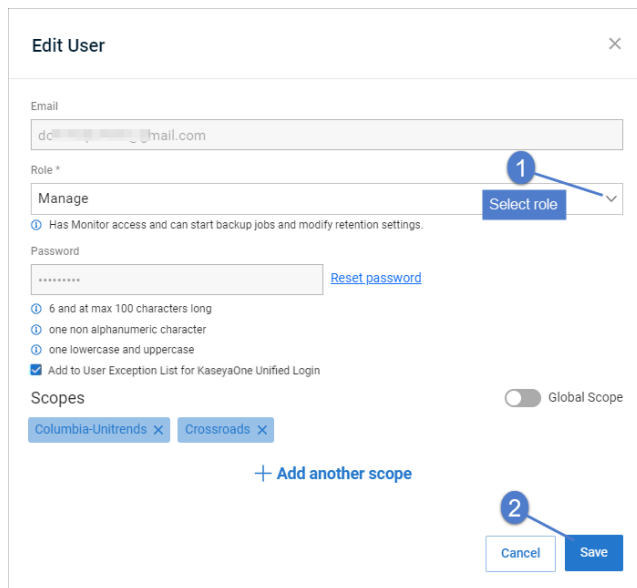 Edit User
Email
gmail.com
Role *
1
Manage
Select role
Has Monitor access and can start backup jobs and modify retention settings.
Password
Reset password
6 and at max 100 characters long
one non alphanumeric character
one lowercase and uppercase
Add to User Exception List for KaseyaOne Unified Login
Scopes
Global Scope
Columbia-Unitrends Crossroads
+ Add another scope
2
Cancel Save